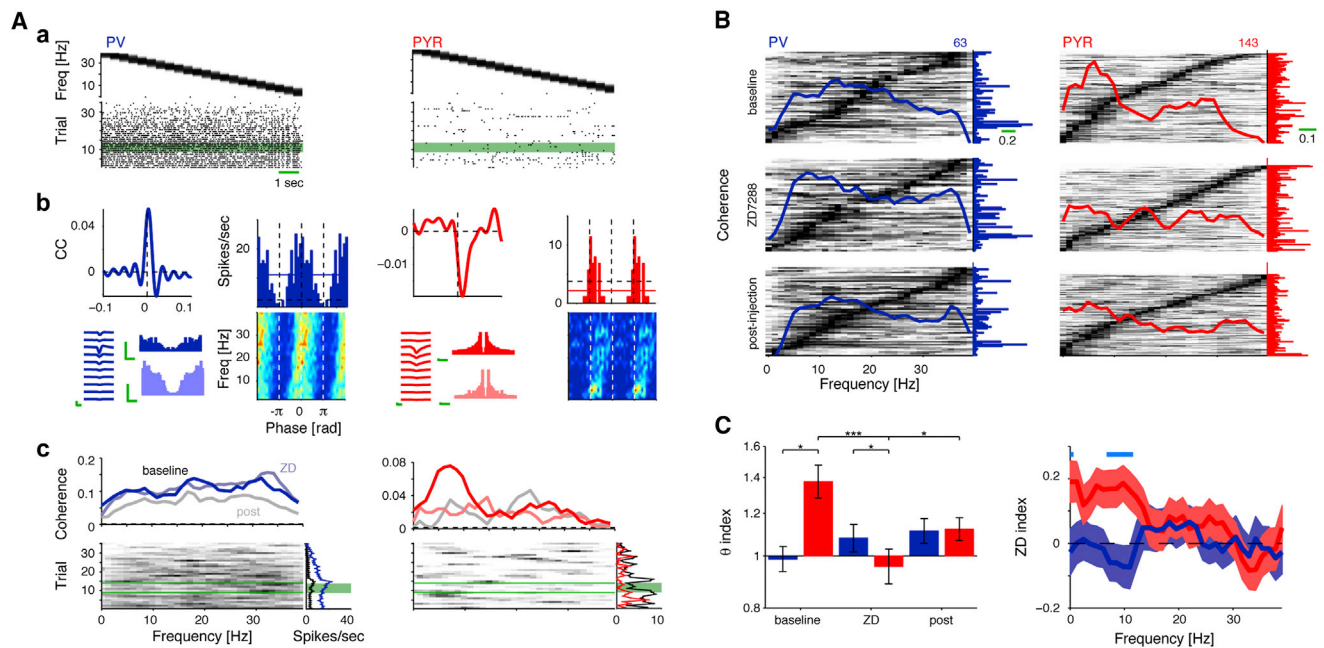 A
a
PV
PYR
Freq [Hz]
30
10
Trial
30
10
1 sec
b
CC
0.04
0
-0.1
0
0.1
Spikes/sec
20
0
−0.01
10
0
Freq [Hz]
30
20
10
-π
0
π
Phase [rad]
c
Coherence
0.2
0.1
0
baseline
ZD
post
0.08
0.04
0
Trial
30
10
0
10
20
30
0
40
Frequency [Hz]
Spikes/sec
0
10
B
PV
63
PYR
143
baseline
0.2
0.1
Coherence
ZD7288
post-injection
0
10
20
30
Frequency [Hz]
C
***
*
*
*
1.6
1.4
1.2
1
0.8
θ index
baseline
ZD
post
0.2
0
−0.2
ZD index
0
10
20
30
Frequency [Hz]